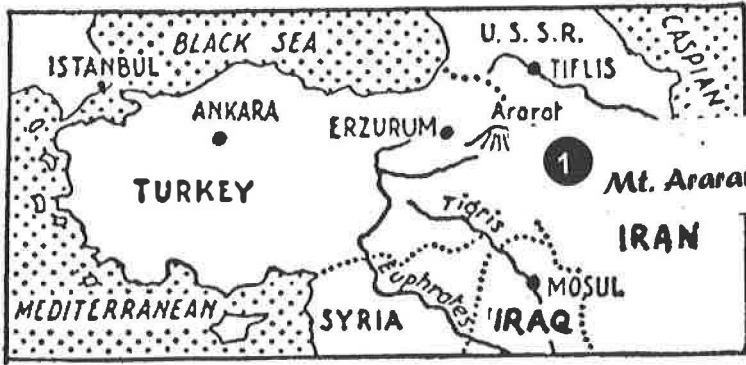 BLACK SEA
U.S.S.R.
CASPIAN
ISTANBUL
TIFLIS
ANKARA
ERZURUM
Ararat
1
Mt. Ararat
TURKEY
Tigris
IRAN
Euphrates
MOSUL
MEDITERRANEAN
SYRIA
IRAQ